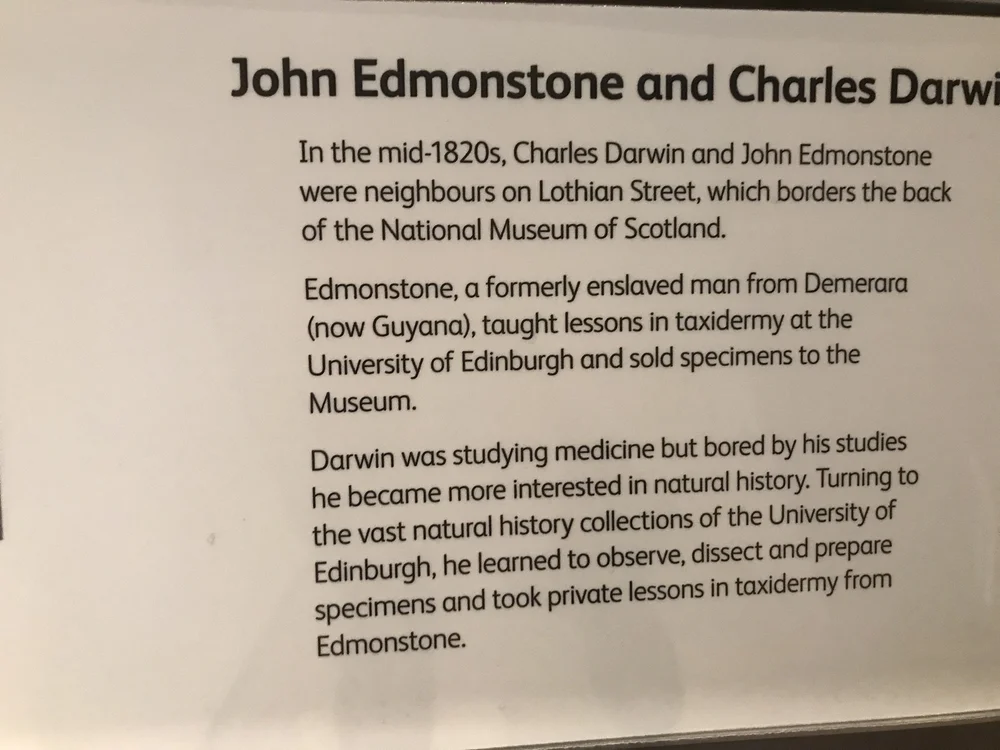 John Edmonstone and Charles Darwi
In the mid-1820s, Charles Darwin and John Edmonstone
were neighbours on Lothian Street, which borders the back
of the National Museum of Scotland.
Edmonstone, a formerly enslaved man from Demerara
(now Guyana), taught lessons in taxidermy at the
University of Edinburgh and sold specimens to the
Museum.
Darwin was studying medicine but bored by his studies
he became more interested in natural history. Turning to
the vast natural history collections of the University of
Edinburgh, he learned to observe, dissect and prepare
specimens and took private lessons in taxidermy from
Edmonstone.